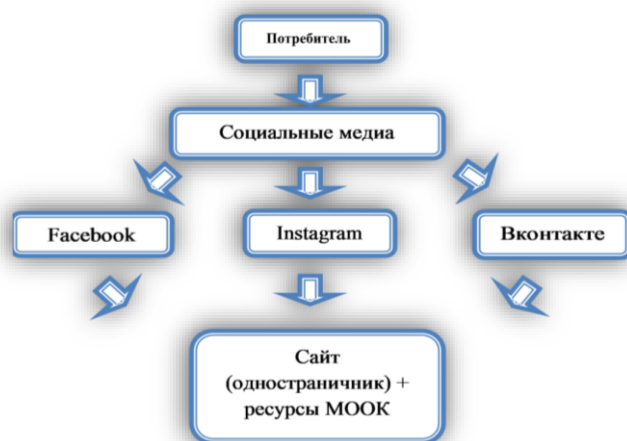 Потребитель
Социальные медиа
Facebook
Instagram
Вконтакте
Сайт
(одностраничник) +
ресурсы МООК